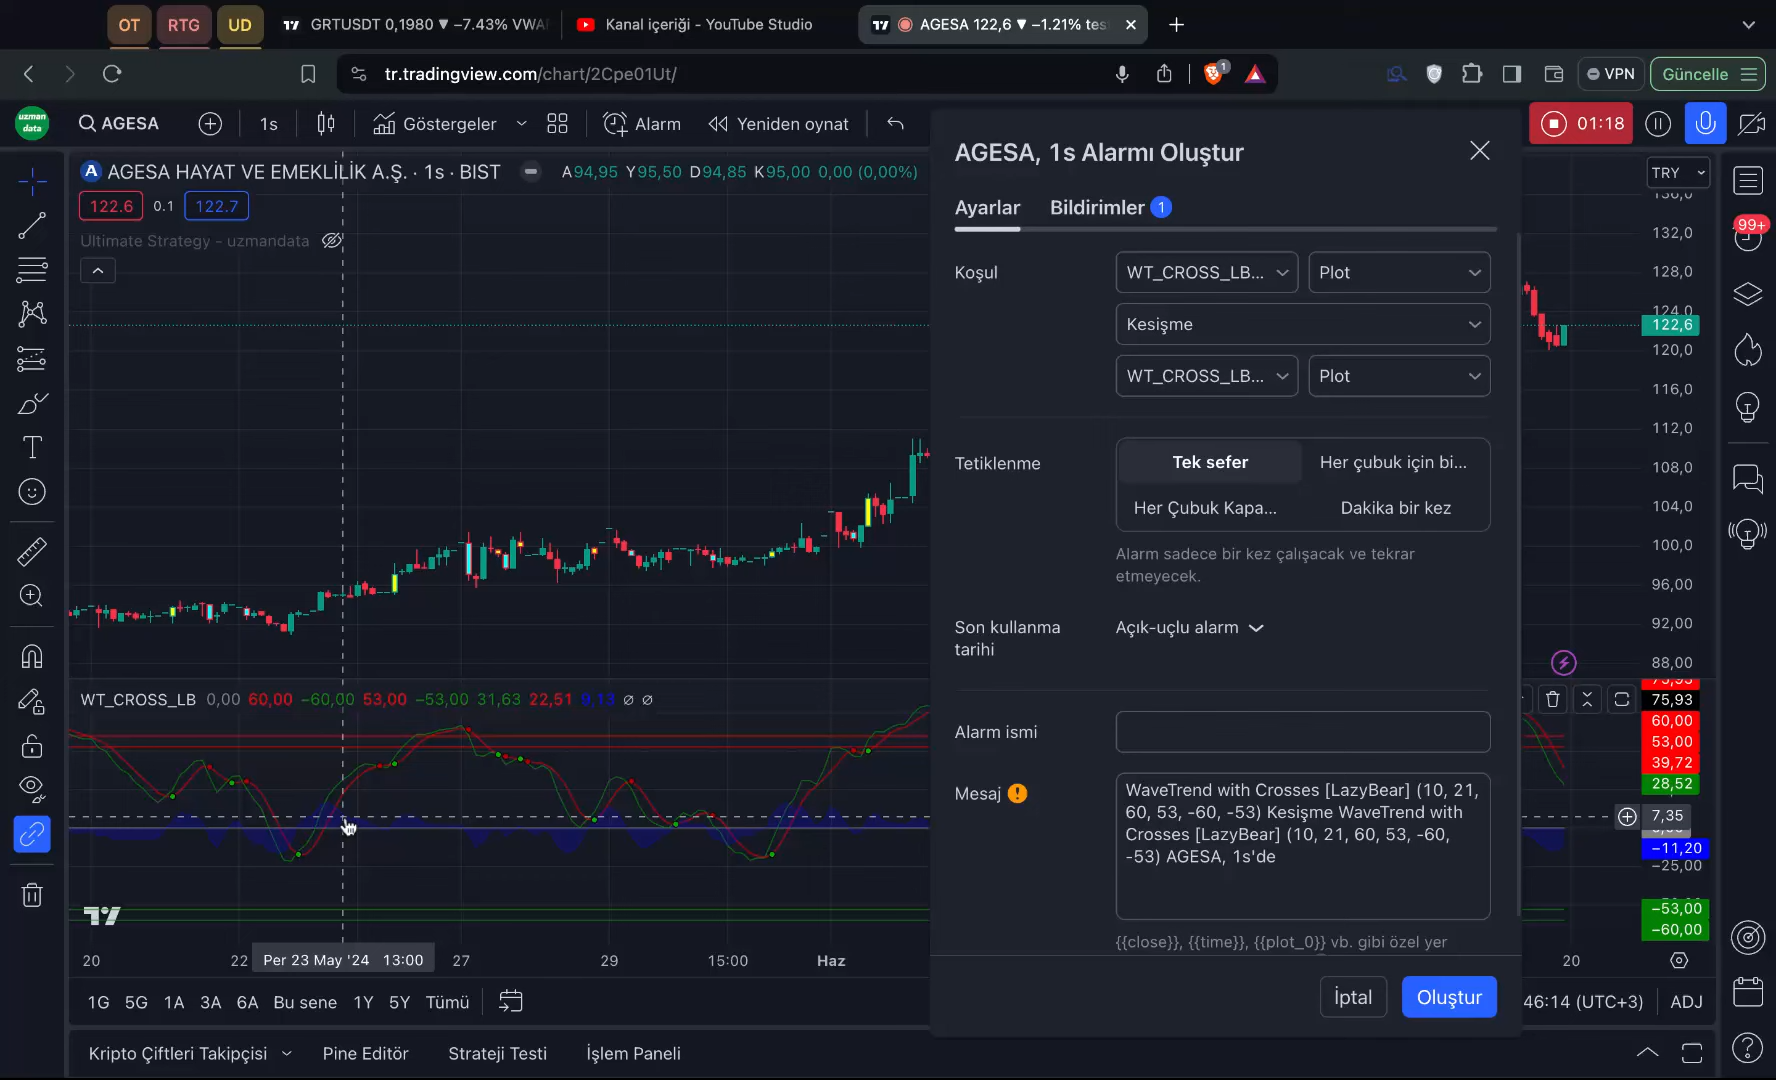 OT
RTG
UD
GRTUSDT 0,1980 ▼ −7.43% VWA
Kanal içeriği - YouTube Studio
AGESA 122,6 ▼ −1.21% tes
tr.tradingview.com/chart/2Cpe01Ut/
1
VPN
Güncelle
uzman
data
AGESA
1s
Göstergeler
Alarm
Yeniden oynat
01:18
AGESA HAYAT VE EMEKLİLİK A.Ş. · 1s · BIST
A94,95 Y95,50 D94,85 K95,00 0,00 (0,00%)
122.6
0.1
122.7
Ultimate Strategy - uzmandata
AGESA, 1s Alarmı Oluştur
Ayarlar
Bildirimler 1
Koşul
WT_CROSS_LB...
Plot
Kesişme
WT_CROSS_LB...
Plot
Tetiklenme
Tek sefer
Her çubuk için bi...
Her Çubuk Kapa...
Dakika bir kez
Alarm sadece bir kez çalışacak ve tekrar
etmeyecek.
Son kullanma
tarihi
Açık-uçlu alarm
Alarm ismi
Mesaj
WaveTrend with Crosses [LazyBear] (10, 21,
60, 53, -60, -53) Kesişme WaveTrend with
Crosses [LazyBear] (10, 21, 60, 53, -60,
-53) AGESA, 1s'de
{{close}}, {{time}}, {{plot_0}} vb. gibi özel yer
İptal
Oluştur
TRY
99+
136,0
132,0
128,0
124,0
122,6
120,0
116,0
112,0
108,0
104,0
100,0
96,00
92,00
88,00
WT_CROSS_LB 0,00 60,00 −60,00 53,00 −53,00 31,63 22,51 9,13 ∅ ∅
75,93
75,93
60,00
53,00
39,72
28,52
7,35
−11,20
−25,00
−53,00
−60,00
20
22
Per 23 May '24 13:00
27
29
15:00
Haz
20
1G
5G
1A
3A
6A
Bu sene
1Y
5Y
Tümü
46:14 (UTC+3)
ADJ
Kripto Çiftleri Takipçisi
Pine Editör
Strateji Testi
İşlem Paneli